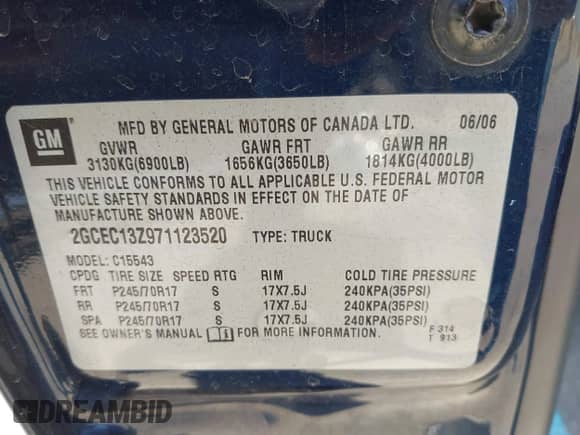 GM
MFD BY GENERAL MOTORS OF CANADA LTD. 06/06
GVWR GAWR FRT GAWR RR
3130KG(6900LB) 1656KG(3650LB) 1814KG(4000LB)
THIS VEHICLE CONFORMS TO ALL APPLICABLE U.S. FEDERAL MOTOR
VEHICLE SAFETY STANDARDS IN EFFECT ON THE DATE OF
MANUFACTURE SHOWN ABOVE.
2GCEC13Z971123520 TYPE: TRUCK
MODEL: C15543
CPDG TIRE SIZE SPEED RTG RIM COLD TIRE PRESSURE
FRT P245/70R17 S 17X7.5J 240KPA(35PSI)
RR P245/70R17 S 17X7.5J 240KPA(35PSI)
SPA P245/70R17 S 17X7.5J 240KPA(35PSI)
SEE OWNER'S MANUAL FOR MORE INFORMATION. F 314
T 913
DREAMBID